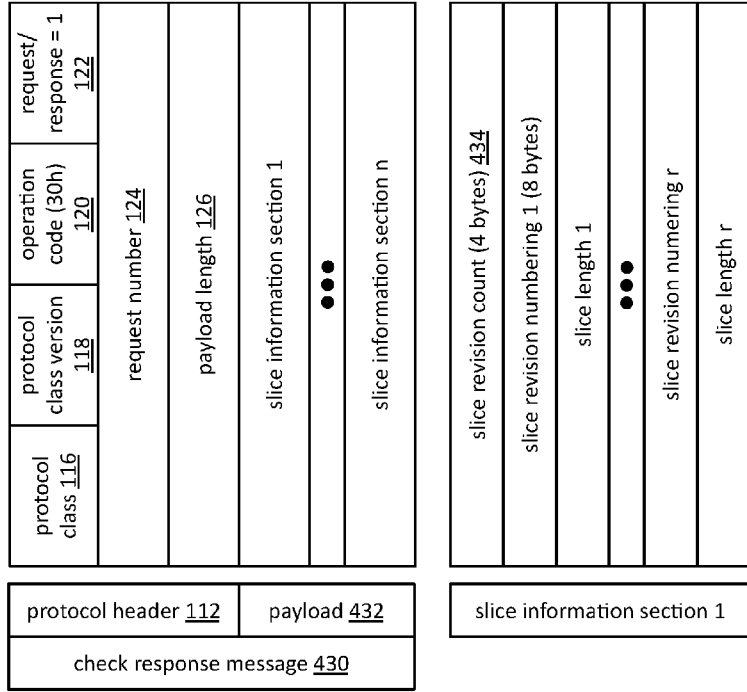 protocol
class 116
protocol
class version
118
operation
code (30h)
120
request/
response = 1
122
request number 124
payload length 126
slice information section 1
●●●
slice information section n
slice revision count (4 bytes) 434
slice revision numbering 1 (8 bytes)
slice length 1
●●●
slice revision numering r
slice length r
protocol header 112
payload 432
check response message 430
slice information section 1